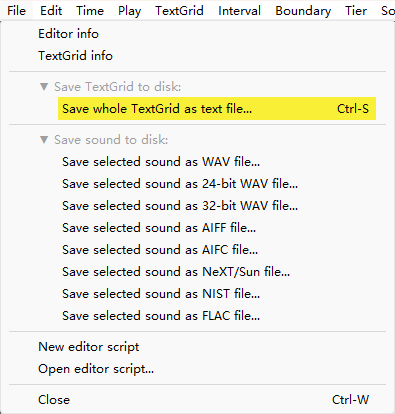 File Edit Time Play TextGrid Interval Boundary Tier So
Editor info
TextGrid info
▼ Save TextGrid to disk:
Save whole TextGrid as text file... Ctrl-S
▼ Save sound to disk:
Save selected sound as WAV file...
Save selected sound as 24-bit WAV file...
Save selected sound as 32-bit WAV file...
Save selected sound as AIFF file...
Save selected sound as AIFC file...
Save selected sound as NeXT/Sun file...
Save selected sound as NIST file...
Save selected sound as FLAC file...
New editor script
Open editor script...
Close Ctrl-W